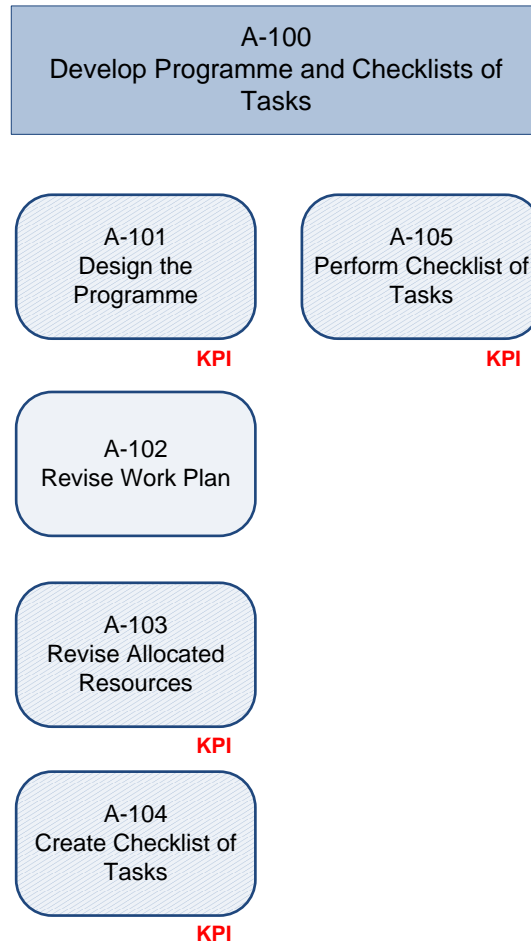 A-100
Develop Programme and Checklists of
Tasks
A-101
Design the
Programme
KPI
A-105
Perform Checklist of
Tasks
KPI
A-102
Revise Work Plan
A-103
Revise Allocated
Resources
KPI
A-104
Create Checklist of
Tasks
KPI